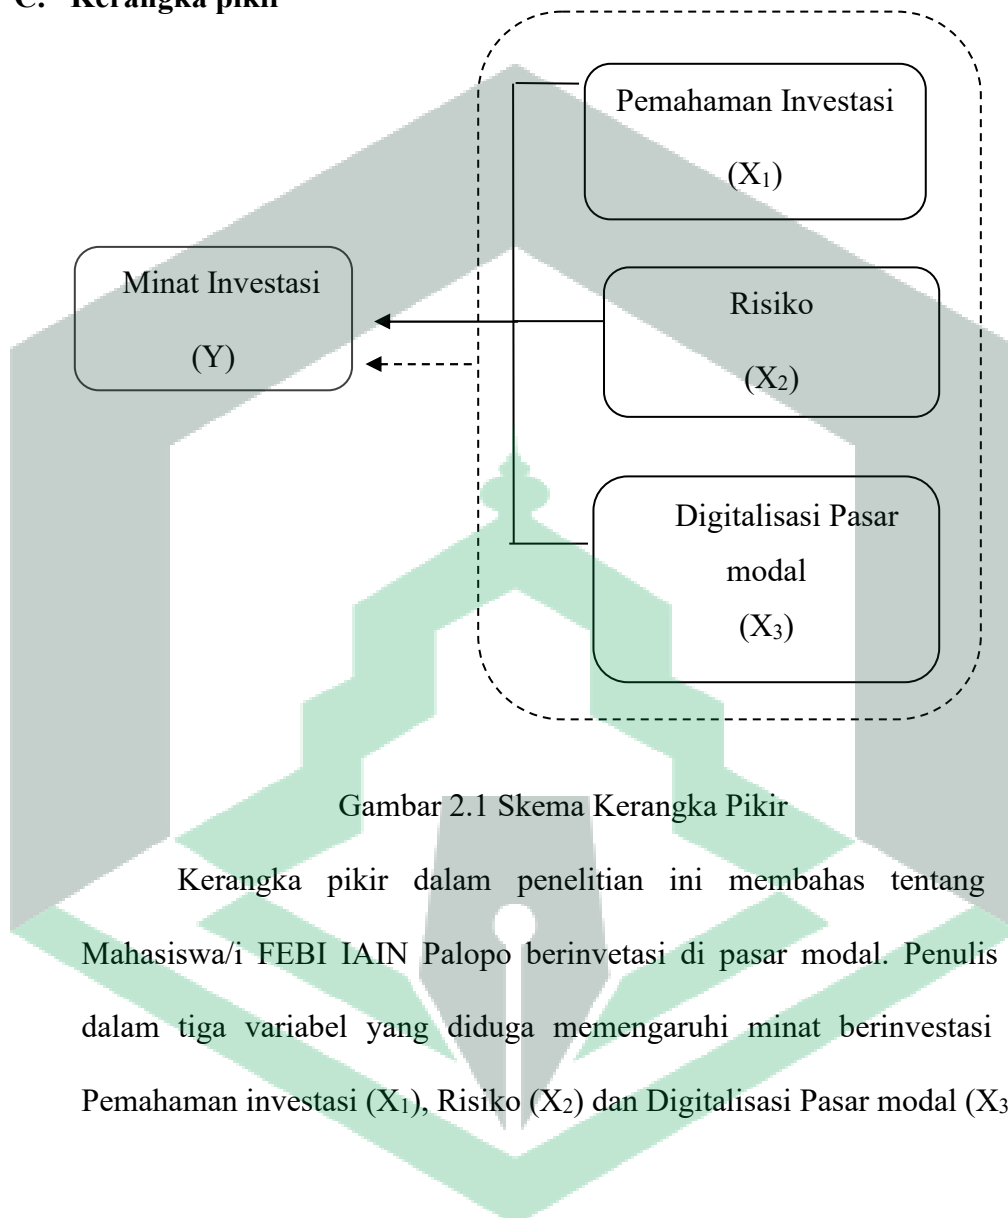 C. Kerangka pikir
Pemahaman Investasi
(X₁)
Minat Investasi
(Y)
Risiko
(X₂)
Digitalisasi Pasar
modal
(X₃)
Gambar 2.1 Skema Kerangka Pikir
Kerangka pikir dalam penelitian ini membahas tentang
Mahasiswa/i FEBI IAIN Palopo berinvetasi di pasar modal. Penulis
dalam tiga variabel yang diduga memengaruhi minat berinvestasi
Pemahaman investasi (X₁), Risiko (X₂) dan Digitalisasi Pasar modal (X₃